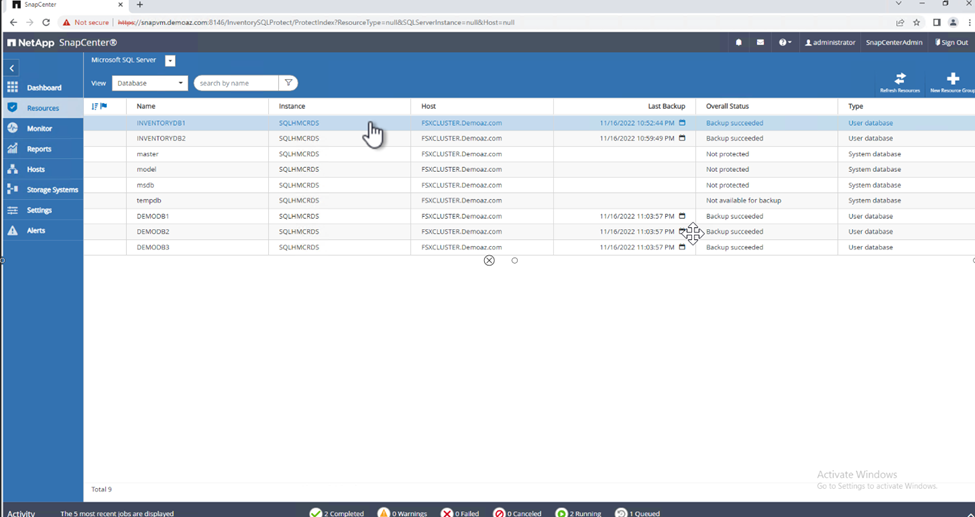 SnapCenter
Not secure https://snapvm.demoaz.com:8146/InventorySQLProtect/ProtectIndex?ResourceType=null&SQLServerInstance=null&Host=null
NetApp SnapCenter® administrator SnapCenterAdmin Sign Out
Microsoft SQL Server
View Database search by name
Refresh Resources New Resource Group
Dashboard
Resources
Monitor
Reports
Hosts
Storage Systems
Settings
Alerts
Name Instance Host Last Backup Overall Status Type
INVENTORYDB1 SQLHMCRDS FSXCLUSTER.Demoaz.com 11/16/2022 10:52:44 PM Backup succeeded User database
INVENTORYDB2 SQLHMCRDS FSXCLUSTER.Demoaz.com 11/16/2022 10:59:49 PM Backup succeeded User database
master SQLHMCRDS FSXCLUSTER.Demoaz.com Not protected System database
model SQLHMCRDS FSXCLUSTER.Demoaz.com Not protected System database
msdb SQLHMCRDS FSXCLUSTER.Demoaz.com Not protected System database
tempdb SQLHMCRDS FSXCLUSTER.Demoaz.com Not available for backup System database
DEMODB1 SQLHMCRDS FSXCLUSTER.Demoaz.com 11/16/2022 11:03:57 PM Backup succeeded User database
DEMODB2 SQLHMCRDS FSXCLUSTER.Demoaz.com 11/16/2022 11:03:57 PM Backup succeeded User database
DEMODB3 SQLHMCRDS FSXCLUSTER.Demoaz.com 11/16/2022 11:03:57 PM Backup succeeded User database
Activate Windows
Go to Settings to activate Windows.
Total 9
Activity The 5 most recent jobs are displayed 2 Completed 0 Warnings 0 Failed 0 Canceled 2 Running 1 Queued